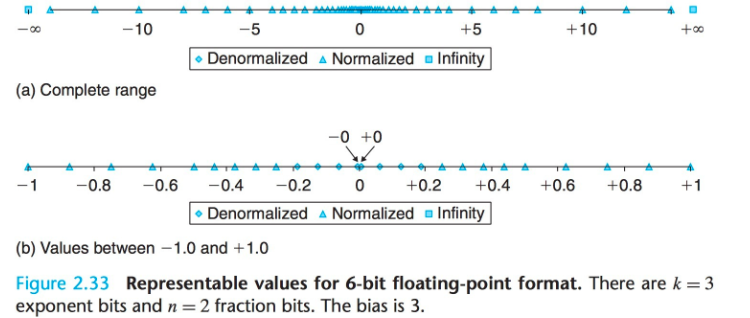 −∞ −10 −5 0 +5 +10 +∞
Denormalized Normalized Infinity
(a) Complete range
−0 +0
−1 −0.8 −0.6 −0.4 −0.2 0 +0.2 +0.4 +0.6 +0.8 +1
Denormalized Normalized Infinity
(b) Values between −1.0 and +1.0
Figure 2.33 Representable values for 6-bit floating-point format. There are k = 3
exponent bits and n = 2 fraction bits. The bias is 3.